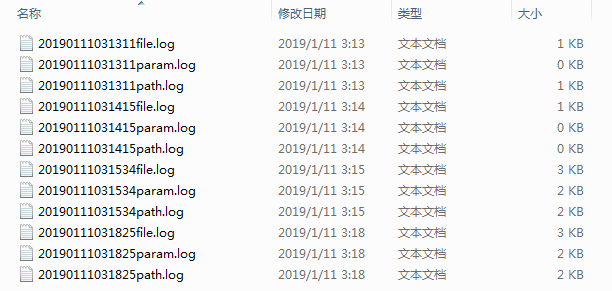 名称 修改日期 类型 大小
20190111031311file.log 2019/1/11 3:13 文本文档 1 KB
20190111031311param.log 2019/1/11 3:13 文本文档 0 KB
20190111031311path.log 2019/1/11 3:13 文本文档 1 KB
20190111031415file.log 2019/1/11 3:14 文本文档 1 KB
20190111031415param.log 2019/1/11 3:14 文本文档 0 KB
20190111031415path.log 2019/1/11 3:14 文本文档 0 KB
20190111031534file.log 2019/1/11 3:15 文本文档 3 KB
20190111031534param.log 2019/1/11 3:15 文本文档 2 KB
20190111031534path.log 2019/1/11 3:15 文本文档 2 KB
20190111031825file.log 2019/1/11 3:18 文本文档 3 KB
20190111031825param.log 2019/1/11 3:18 文本文档 2 KB
20190111031825path.log 2019/1/11 3:18 文本文档 2 KB